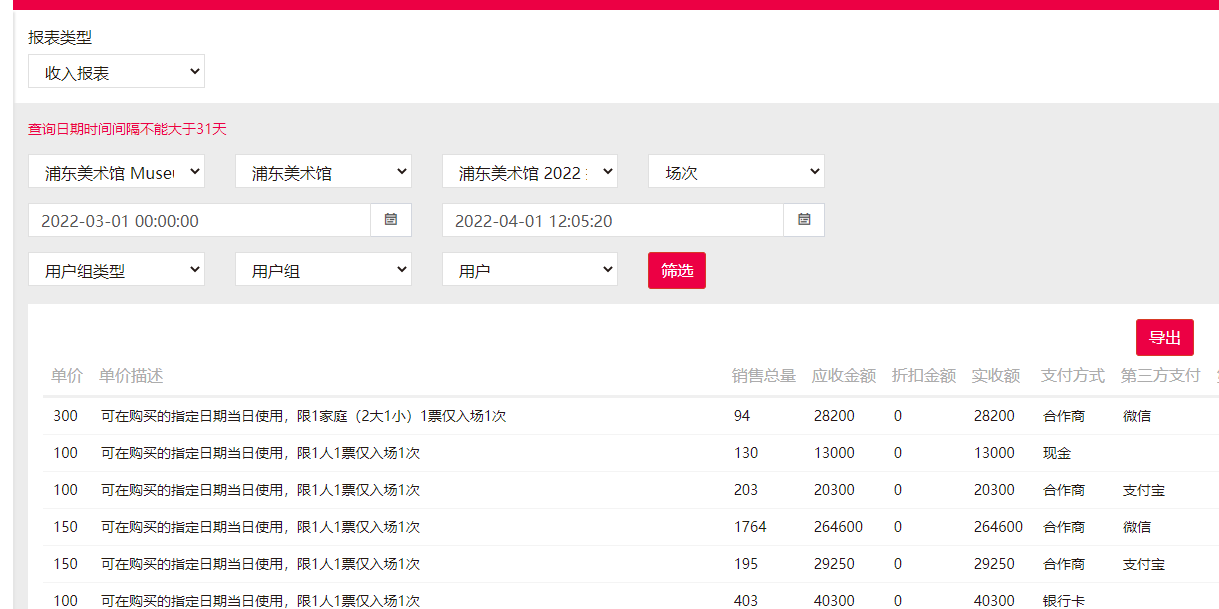 报表类型
收入报表
查询日期时间间隔不能大于31天
浦东美术馆 Museu 浦东美术馆 浦东美术馆 2022 场次
2022-03-01 00:00:00 2022-04-01 12:05:20
用户组类型 用户组 用户 筛选
导出
单价 单价描述 销售总量 应收金额 折扣金额 实收额 支付方式 第三方支付
300 可在购买的指定日期当日使用，限1家庭（2大1小）1票仅入场1次 94 28200 0 28200 合作商 微信
100 可在购买的指定日期当日使用，限1人1票仅入场1次 130 13000 0 13000 现金
100 可在购买的指定日期当日使用，限1人1票仅入场1次 203 20300 0 20300 合作商 支付宝
150 可在购买的指定日期当日使用，限1人1票仅入场1次 1764 264600 0 264600 合作商 微信
150 可在购买的指定日期当日使用，限1人1票仅入场1次 195 29250 0 29250 合作商 支付宝
100 可在购买的指定日期当日使用，限1人1票仅入场1次 403 40300 0 40300 银行卡